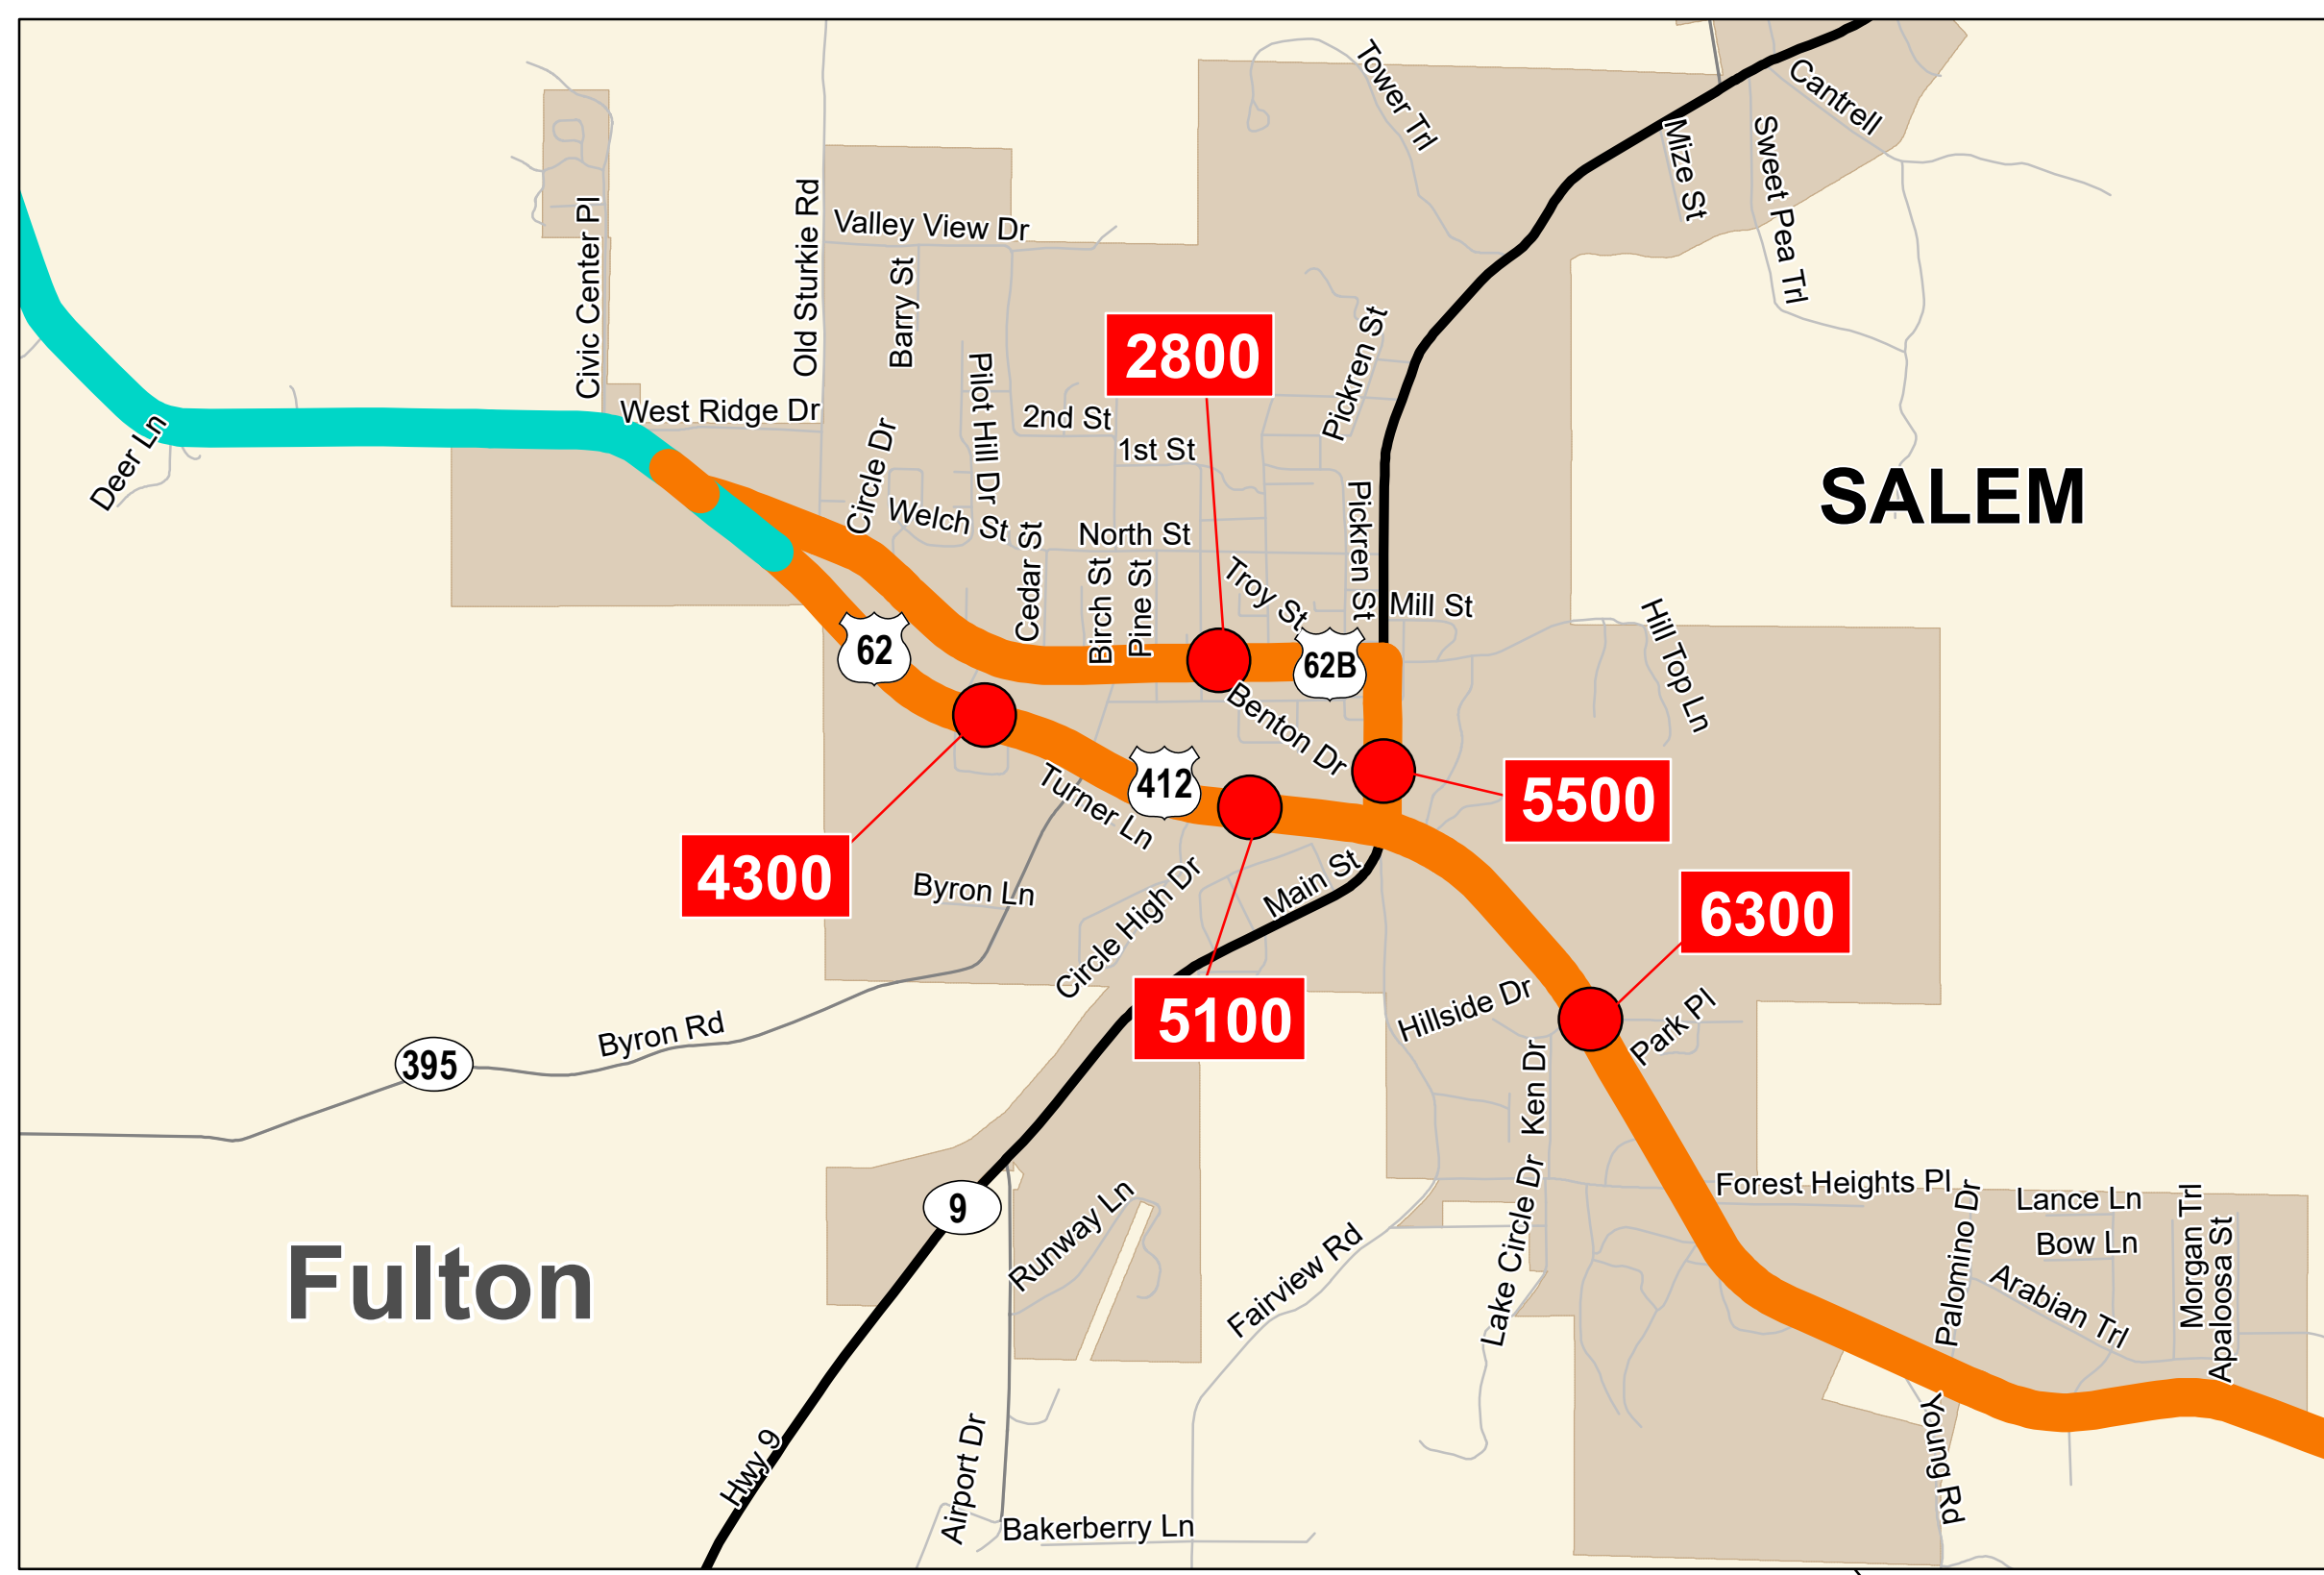 Tower Trl
Cantrell
Mize St
Sweet Pea Trl
Civic Center Pl
Old Sturkie Rd
Valley View Dr
Barry St
2800
Pickren St
Pilot Hill Dr
West Ridge Dr
2nd St
1st St
Deer Ln
Circle Dr
Welch St
SALEM
Pickren St
North St
Cedar St
Birch St
Pine St
Troy St
Mill St
Hill Top Ln
62
62B
Benton Dr
412
Turner Ln
5500
4300
Byron Ln
Circle High Dr
Main St
6300
5100
Hillside Dr
Park Pl
Byron Rd
395
Ken Dr
9
Runway Ln
Fairview Rd
Lake Circle Dr
Forest Heights Pl
Palomino Dr
Lance Ln
Bow Ln
Morgan Trl
Apaloosa St
Arabian Trl
Fulton
Young Rd
Hwy 9
Airport Dr
Bakerberry Ln